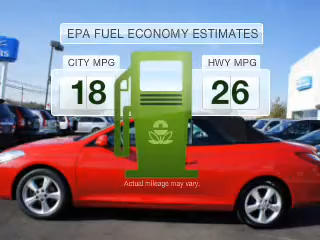 EPA FUEL ECONOMY ESTIMATES
CITY MPG
HWY MPG
18
26
Actual mileage may vary.